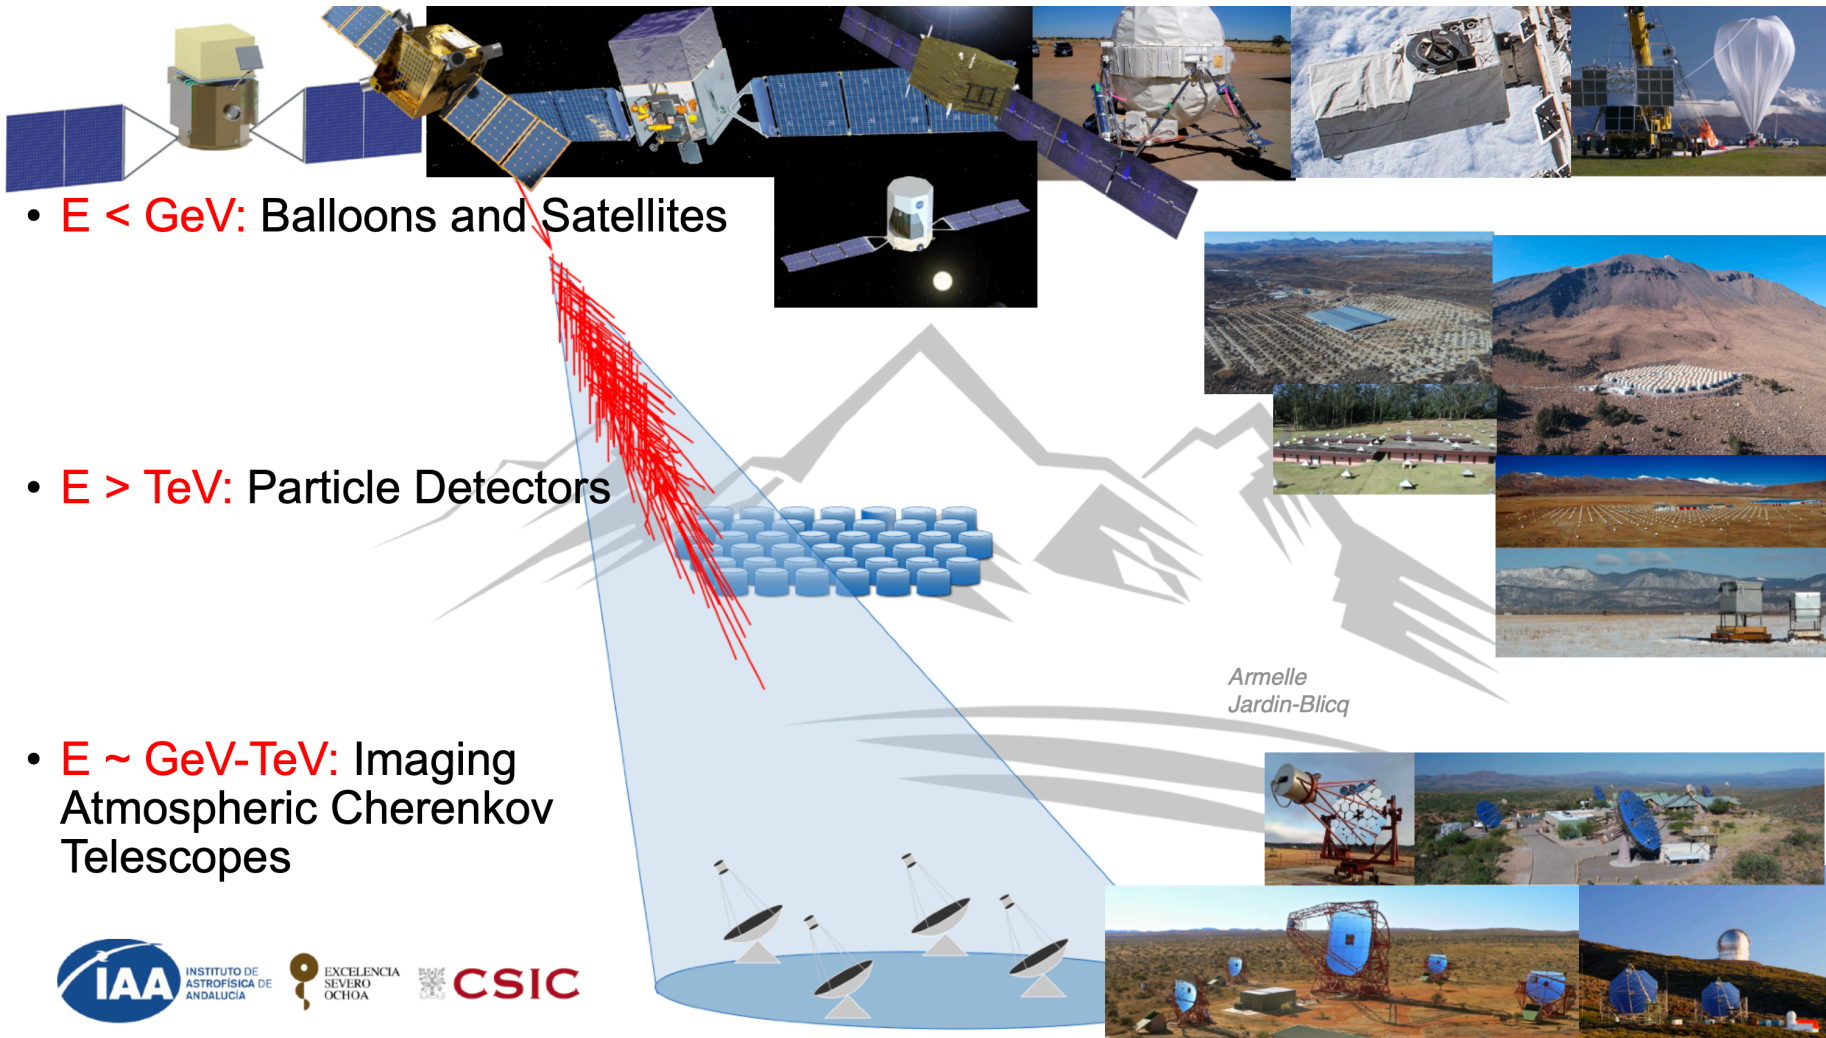 • E < GeV: Balloons and Satellites
• E > TeV: Particle Detectors
Armelle
Jardin-Blicq
• E ~ GeV-TeV: Imaging
Atmospheric Cherenkov
Telescopes
IAA
INSTITUTO DE
ASTROFÍSICA DE
ANDALUCÍA
EXCELENCIA
SEVERO
OCHOA
CSIC